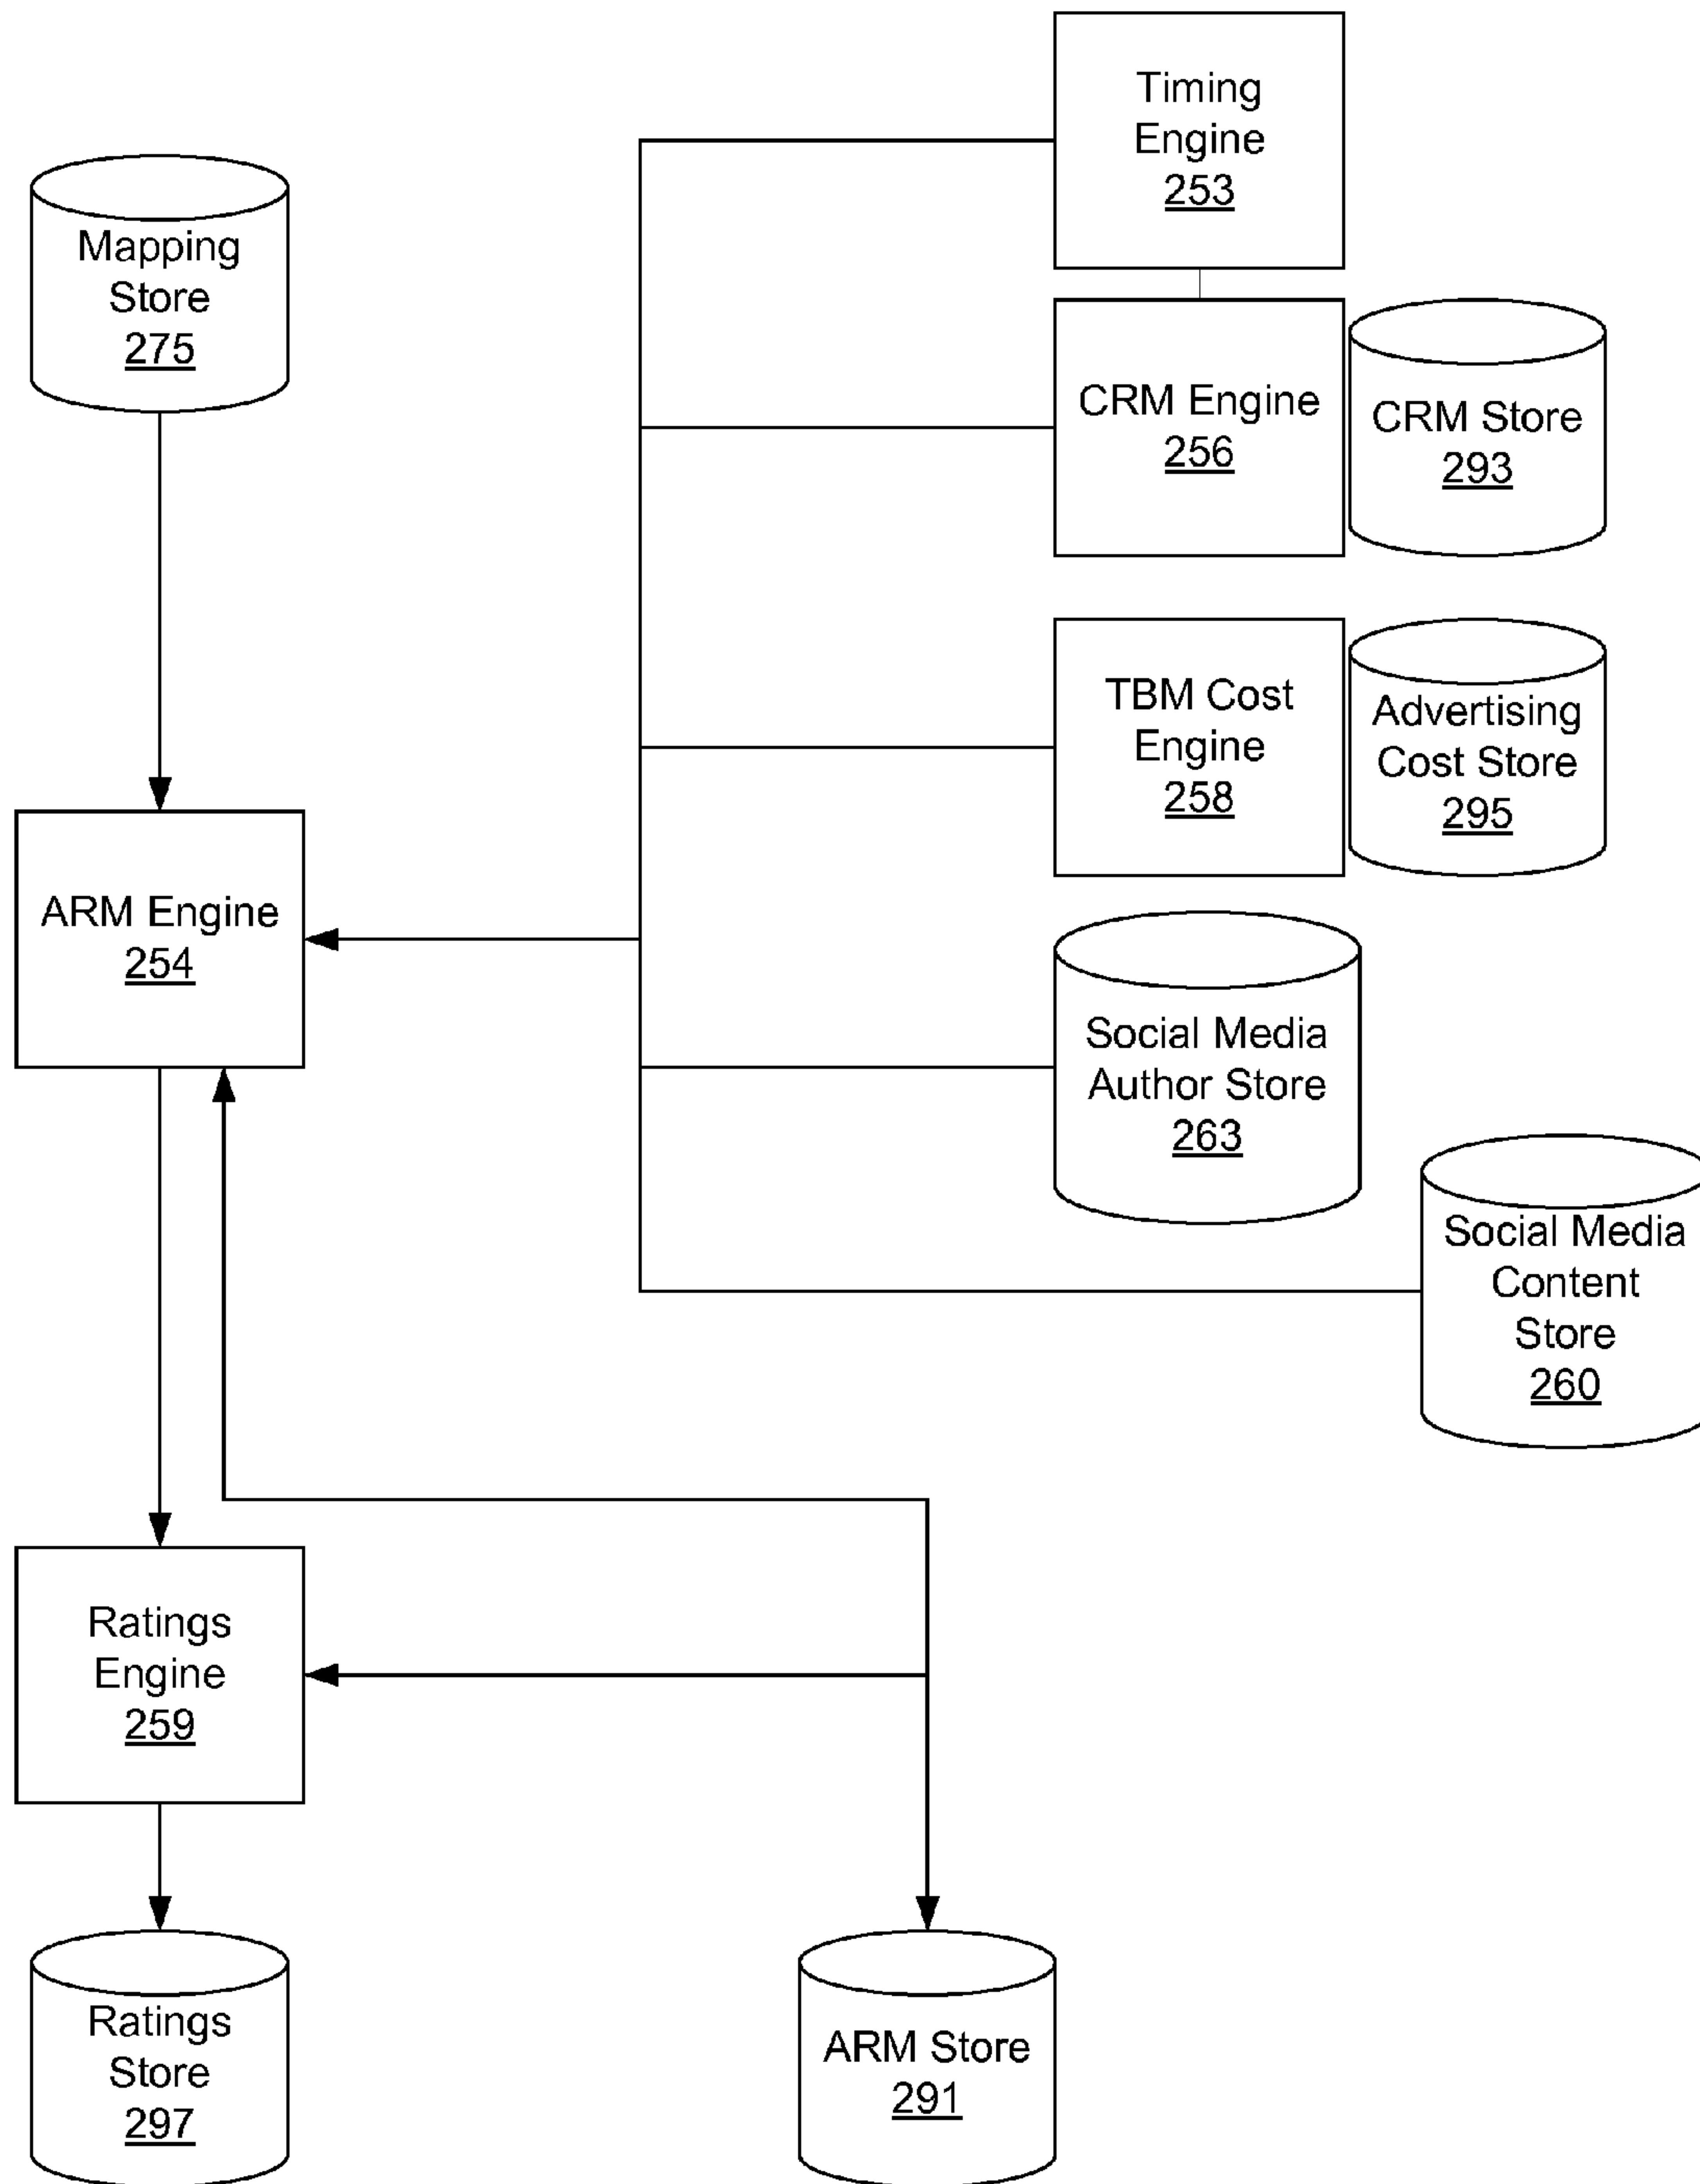 Timing
Engine
253
Mapping
Store
275
CRM Engine
256
CRM Store
293
TBM Cost
Engine
258
Advertising
Cost Store
295
ARM Engine
254
Social Media
Author Store
263
Social Media
Content
Store
260
Ratings
Engine
259
Ratings
Store
297
ARM Store
291